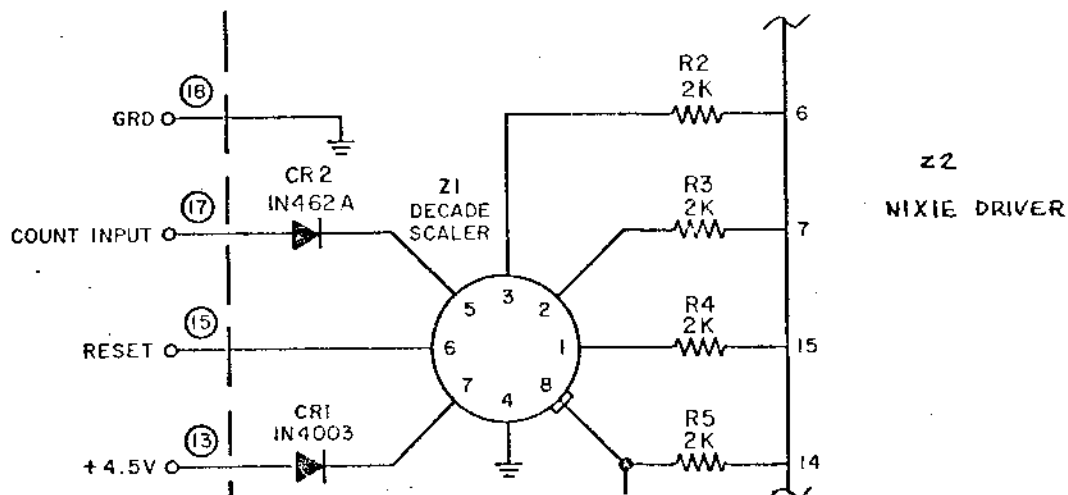 R2
2K
18
GRD
6
CR2
1N462A
Z1
DECADE
SCALER
R3
2K
Z2
NIXIE DRIVER
17
COUNT INPUT
7
5
3
2
R4
2K
15
RESET
6
1
15
7
4
8
CR1
1N4003
R5
2K
13
+4.5V
14